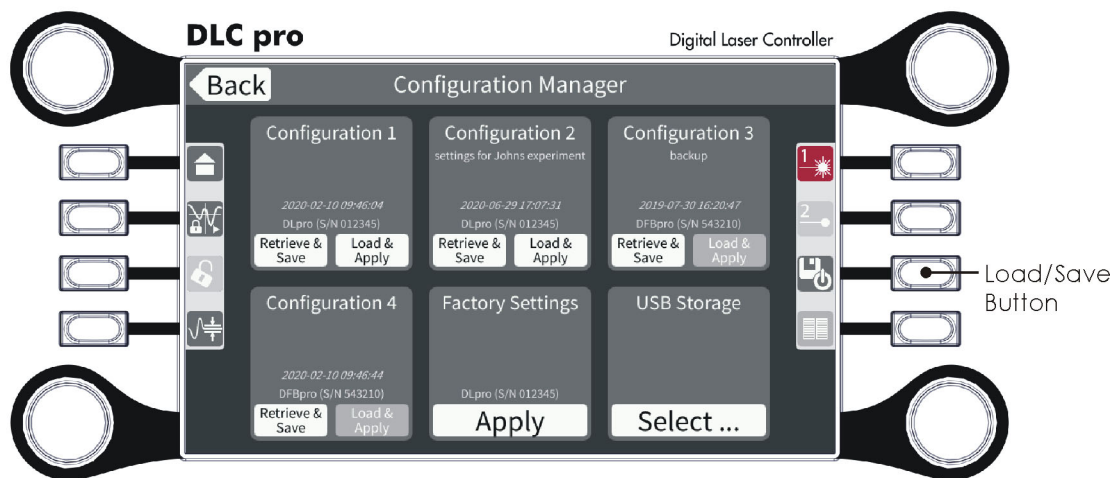 DLC pro
Digital Laser Controller
Back
Configuration Manager
Configuration 1
2020-02-10 09:46:04
DLpro (S/N 012345)
Retrieve &
Save
Load &
Apply
Configuration 2
settings for Johns experiment
2020-06-29 17:07:31
DLpro (S/N 012345)
Retrieve &
Save
Load &
Apply
Configuration 3
backup
2019-07-30 16:20:47
DFBpro (S/N 543210)
Retrieve &
Save
Load &
Apply
1
2
Load/Save
Button
Configuration 4
2020-02-10 09:46:44
DFBpro (S/N 543210)
Retrieve &
Save
Load &
Apply
Factory Settings
DLpro (S/N 012345)
Apply
USB Storage
Select ...